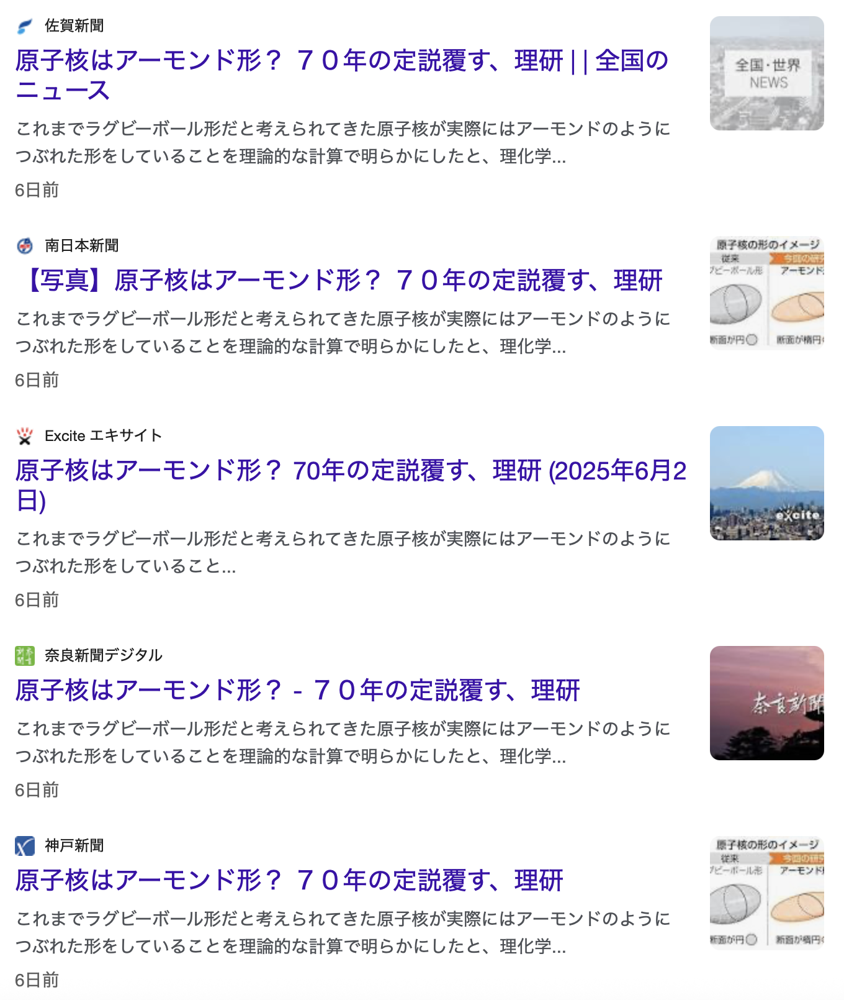 佐賀新聞
原子核はアーモンド形？ ７０年の定説覆す、理研 | | 全国の
ニュース
全国・世界
NEWS
これまでラグビーボール形だと考えられてきた原子核が実際にはアーモンドのように
つぶれた形をしていることを理論的な計算で明らかにしたと、理化学...
6日前
南日本新聞
【写真】原子核はアーモンド形？ ７０年の定説覆す、理研
これまでラグビーボール形だと考えられてきた原子核が実際にはアーモンドのように
つぶれた形をしていることを理論的な計算で明らかにしたと、理化学...
6日前
原子核の形のイメージ
従来
今回の研
ビーボール形
アーモンド
断面が円
断面が楕円
Excite エキサイト
原子核はアーモンド形？ 70年の定説覆す、理研 (2025年6月2
日)
これまでラグビーボール形だと考えられてきた原子核が実際にはアーモンドのように
つぶれた形をしていること...
6日前
excite
奈良新聞デジタル
原子核はアーモンド形？ - ７０年の定説覆す、理研
これまでラグビーボール形だと考えられてきた原子核が実際にはアーモンドのように
つぶれた形をしていることを理論的な計算で明らかにしたと、理化学...
6日前
奈良新聞
神戸新聞
原子核はアーモンド形？ ７０年の定説覆す、理研
これまでラグビーボール形だと考えられてきた原子核が実際にはアーモンドのように
つぶれた形をしていることを理論的な計算で明らかにしたと、理化学...
6日前
原子核の形のイメージ
従来
今回の研
ビーボール形
アーモンド
断面が円
断面が楕円